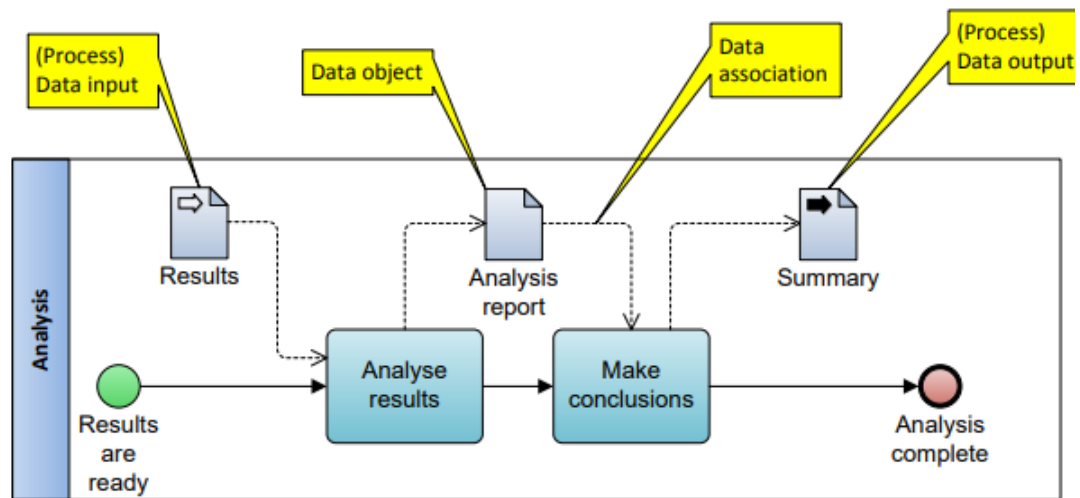 (Process)
Data input
Data object
Data
association
(Process)
Data output
Analysis
Results
Analysis
report
Summary
Analyse
results
Make
conclusions
Results
are
ready
Analysis
complete